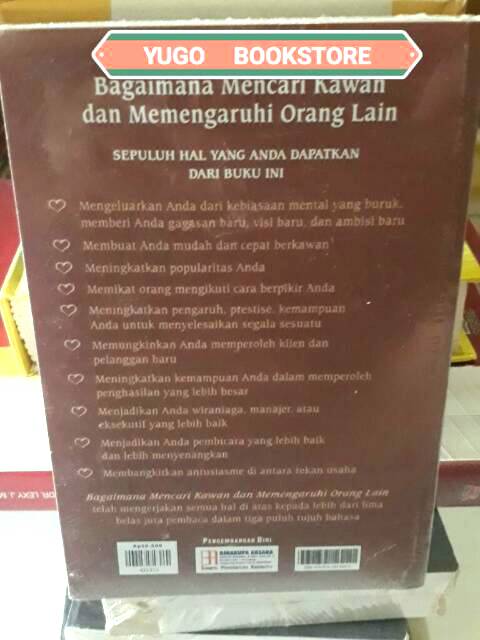 YUGO BOOKSTORE
Bagaimana Mencari Kawan
dan Memengaruhi Orang Lain
SEPULUH HAL YANG ANDA DAPATKAN
DARI BUKU INI
Mengeluarkan Anda dari kebiasaan mental yang buruk,
memberi Anda gagasan baru, visi baru, dan ambisi baru
Membuat Anda mudah dan cepat berkawan
Meningkatkan popularitas Anda
Memikat orang mengikuti cara berpikir Anda
Meningkatkan pengaruh, prestise, kemampuan
Anda untuk menyelesaikan segala sesuatu
Memungkinkan Anda memperoleh klien dan
pelanggan baru
Meningkatkan kemampuan Anda dalam memperoleh
penghasilan yang lebih besar
Menjadikan Anda wiraniaga, manajer, atau
eksekutif yang lebih baik
Menjadikan Anda pembicara yang lebih baik
dan lebih menyenangkan
Membangkitkan antusiasme di antara rekan usaha
Bagaimana Mencari Kawan dan Memengaruhi Orang Lain
telah mengerjakan semua hal di atas kepada lebih dari lima
belas juta pembaca dalam tiga puluh tujuh bahasa
PENGEMBANGAN DIRI
BINARUPA AKSARA